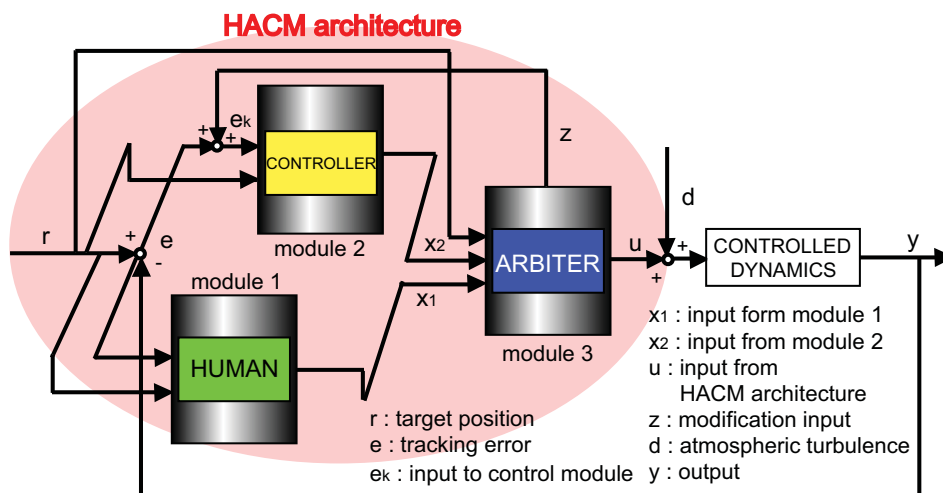 HACM architecture
+
ek
+
CONTROLLER
module 2
z
d
r
+
e
-
x2
x1
ARBITER
module 3
u
+
+
CONTROLLED
DYNAMICS
y
module 1
HUMAN
r : target position
e : tracking error
ek : input to control module
x1 : input form module 1
x2 : input from module 2
u : input from
HACM architecture
z : modification input
d : atmospheric turbulence
y : output